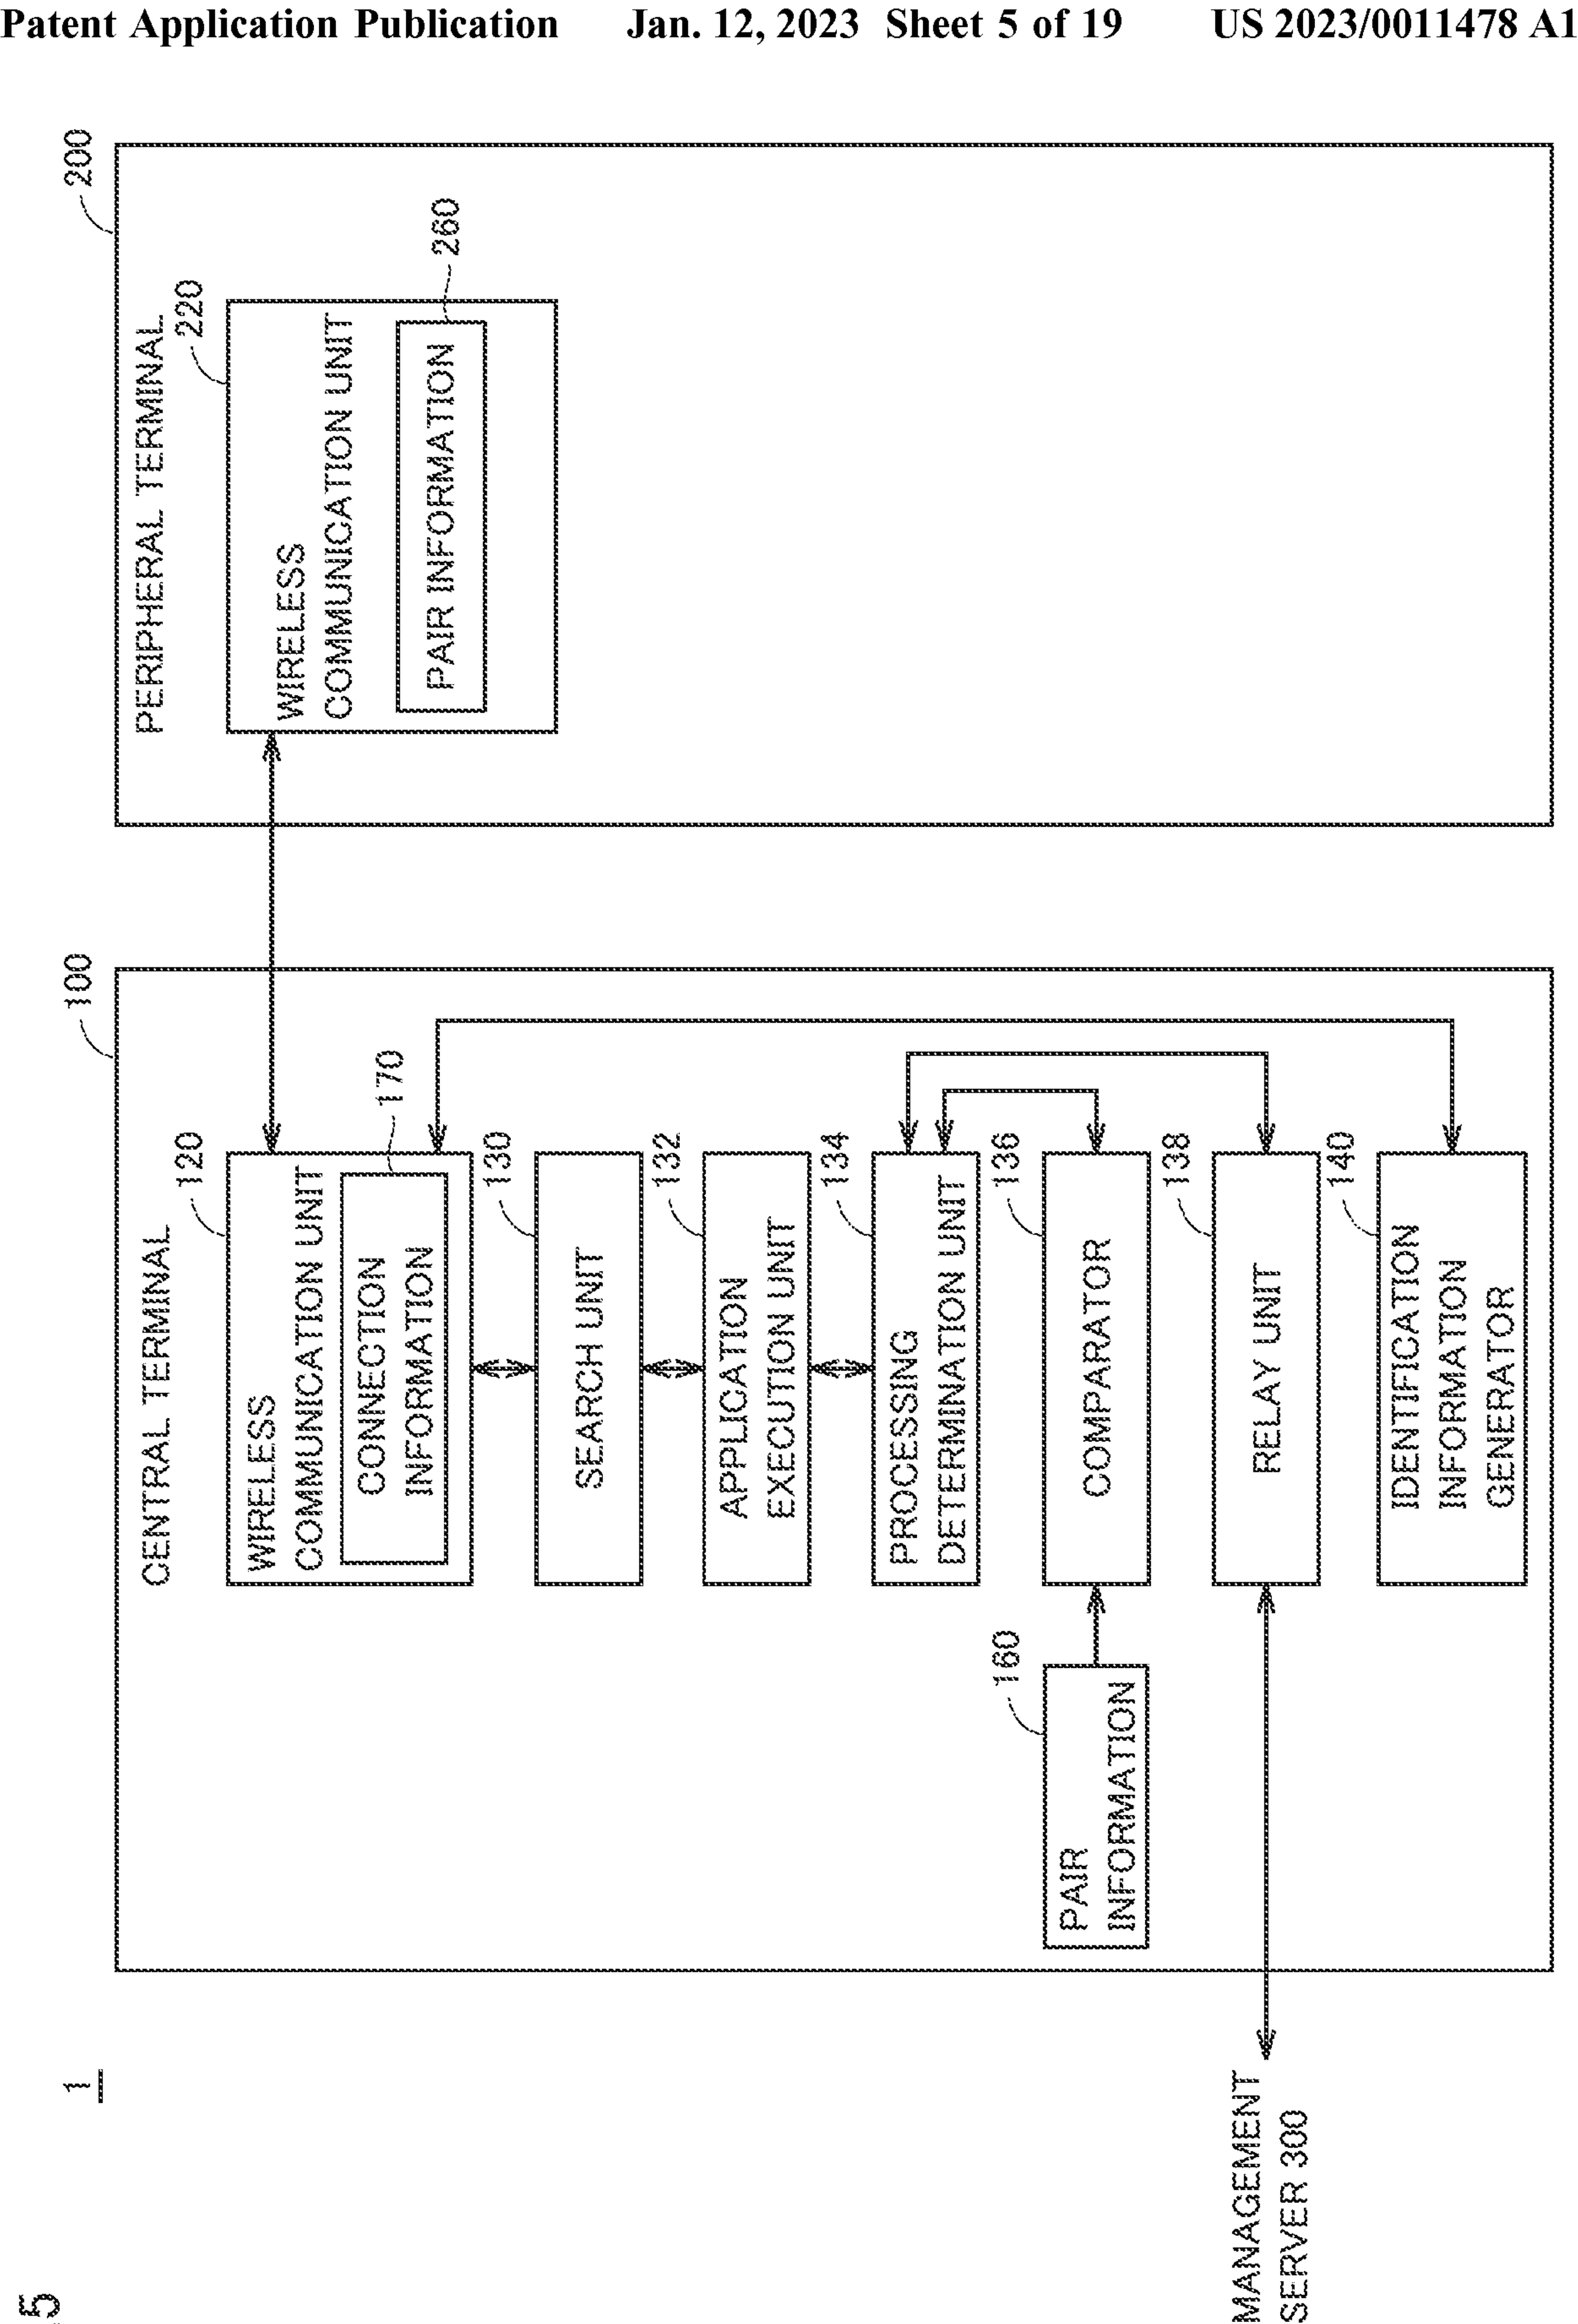 Patent Application Publication Jan. 12, 2023 Sheet 5 of 19 US 2023/0011478 A1
5
1
CENTRAL TERMINAL
100
WIRELESS
COMMUNICATION UNIT
120
CONNECTION
INFORMATION
170
SEARCH UNIT
130
APPLICATION
EXECUTION UNIT
132
PROCESSING
DETERMINATION UNIT
134
PAIR
INFORMATION
160
COMPARATOR
136
MANAGEMENT
SERVER 300
RELAY UNIT
138
IDENTIFICATION
INFORMATION
GENERATOR
140
PERIPHERAL TERMINAL
200
WIRELESS
COMMUNICATION UNIT
220
PAIR INFORMATION
260